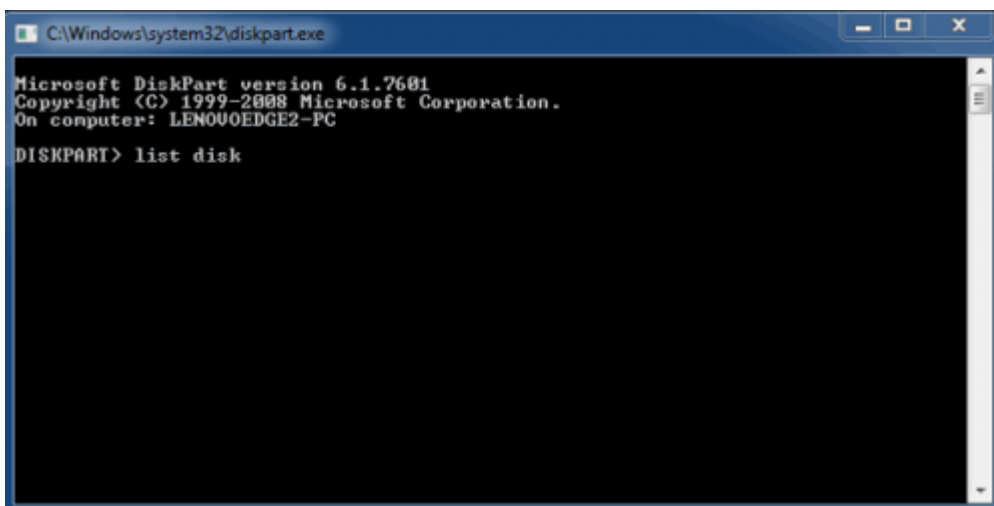 C:\Windows\system32\diskpart.exe
Microsoft DiskPart version 6.1.7601
Copyright (C) 1999-2008 Microsoft Corporation.
On computer: LENOVOEDGE2-PC
DISKPART> list disk